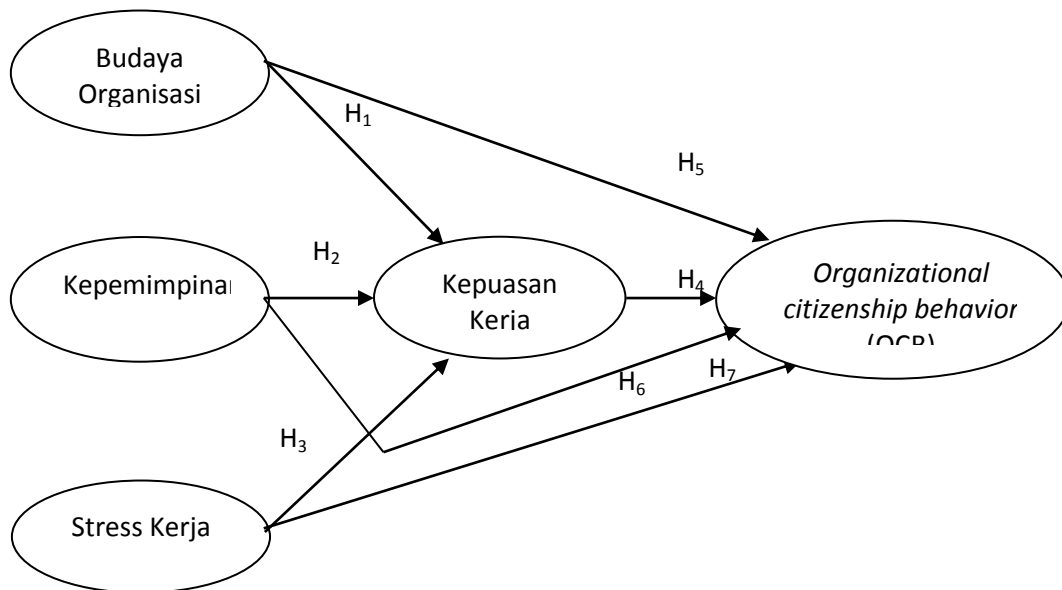 Budaya
Organisasi
H₁
H₅
H₂
Kepemimpinan
Kepuasan
Kerja
H₄
Organizational
citizenship behavior
(OCB)
H₆
H₇
H₃
Stress Kerja